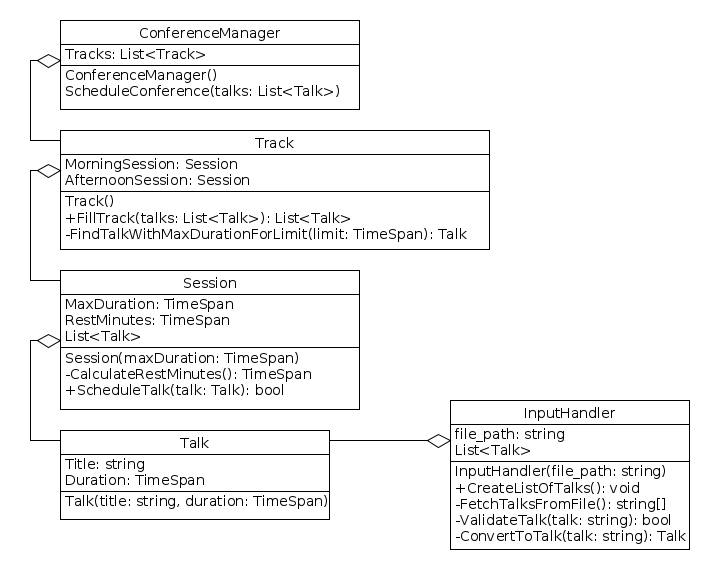 ConferenceManager
Tracks: List<Track>
ConferenceManager()
ScheduleConference(talks: List<Talk>)
Track
MorningSession: Session
AfternoonSession: Session
Track()
+FillTrack(talks: List<Talk>): List<Talk>
-FindTalkWithMaxDurationForLimit(limit: TimeSpan): Talk
Session
MaxDuration: TimeSpan
RestMinutes: TimeSpan
List<Talk>
Session(maxDuration: TimeSpan)
-CalculateRestMinutes(): TimeSpan
+ScheduleTalk(talk: Talk): bool
Talk
Title: string
Duration: TimeSpan
Talk(title: string, duration: TimeSpan)
InputHandler
file_path: string
List<Talk>
InputHandler(file_path: string)
+CreateListOfTalks(): void
-FetchTalksFromFile(): string[]
-ValidateTalk(talk: string): bool
-ConvertToTalk(talk: string): Talk